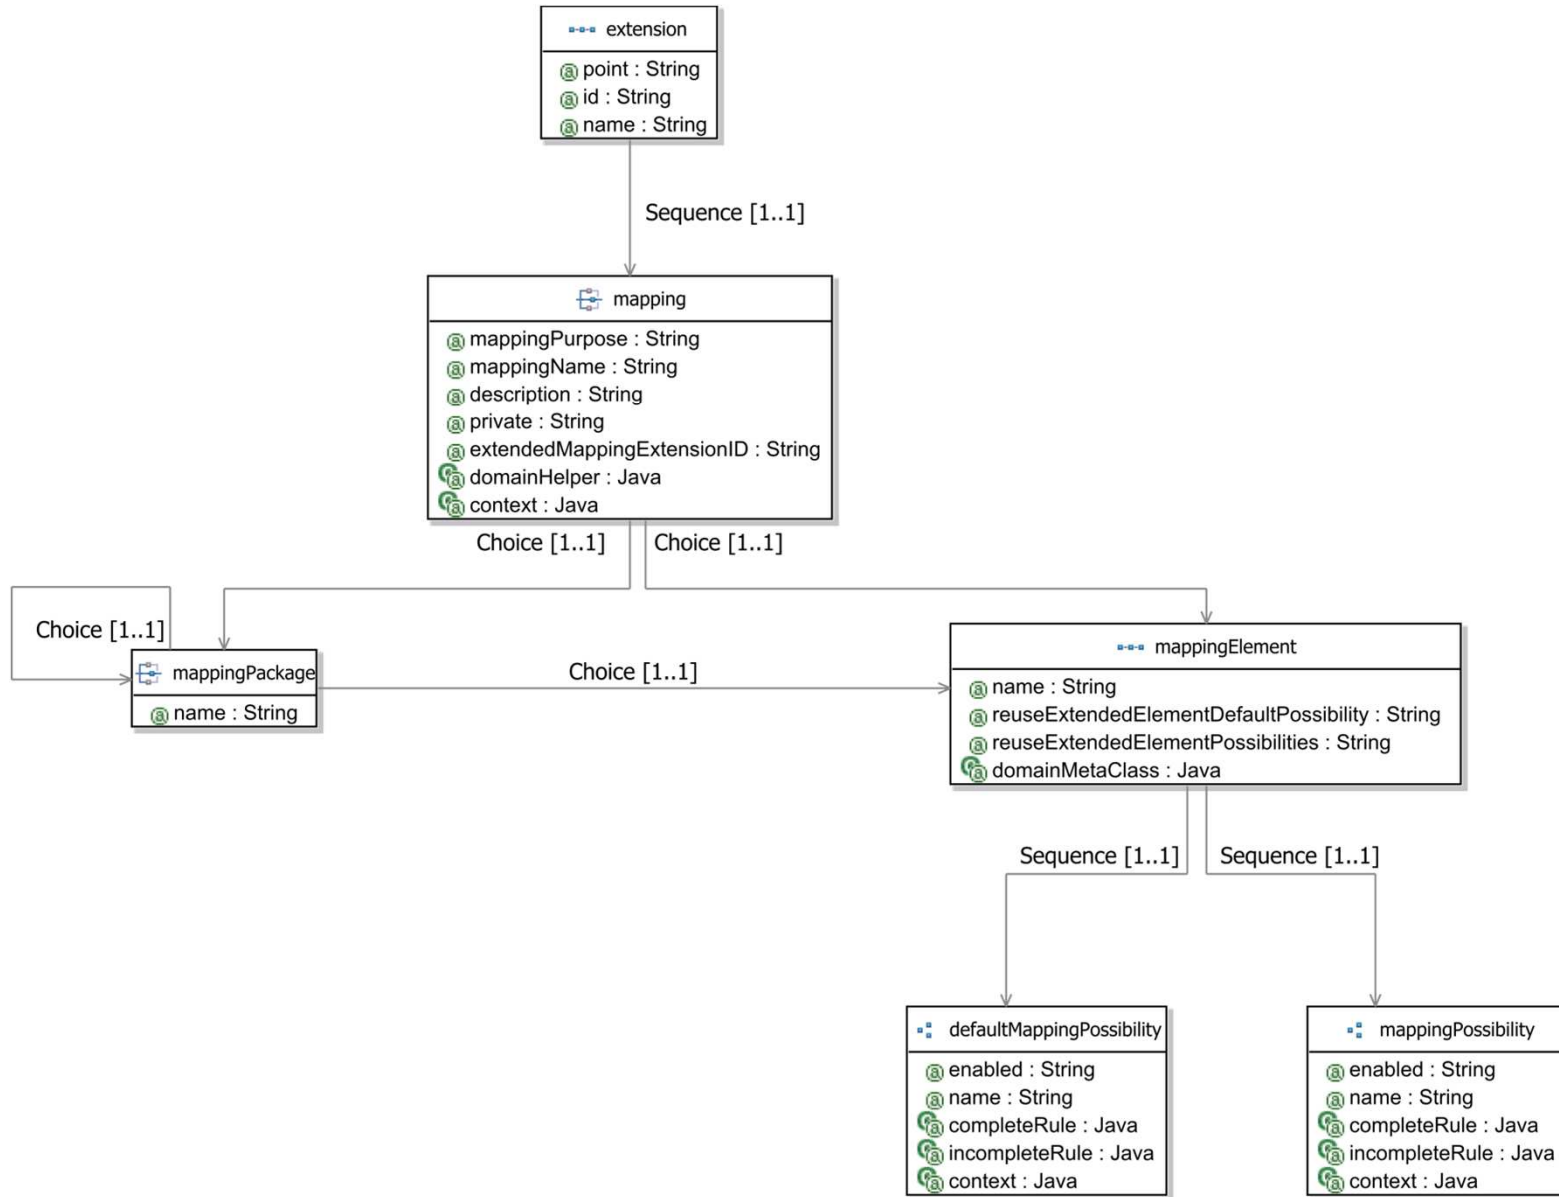 extension
point : String
id : String
name : String
Sequence [1..1]
mapping
mappingPurpose : String
mappingName : String
description : String
private : String
extendedMappingExtensionID : String
domainHelper : Java
context : Java
Choice [1..1]
Choice [1..1]
Choice [1..1]
mappingPackage
name : String
Choice [1..1]
mappingElement
name : String
reuseExtendedElementDefaultPossibility : String
reuseExtendedElementPossibilities : String
domainMetaClass : Java
Sequence [1..1]
Sequence [1..1]
defaultMappingPossibility
enabled : String
name : String
completeRule : Java
incompleteRule : Java
context : Java
mappingPossibility
enabled : String
name : String
completeRule : Java
incompleteRule : Java
context : Java